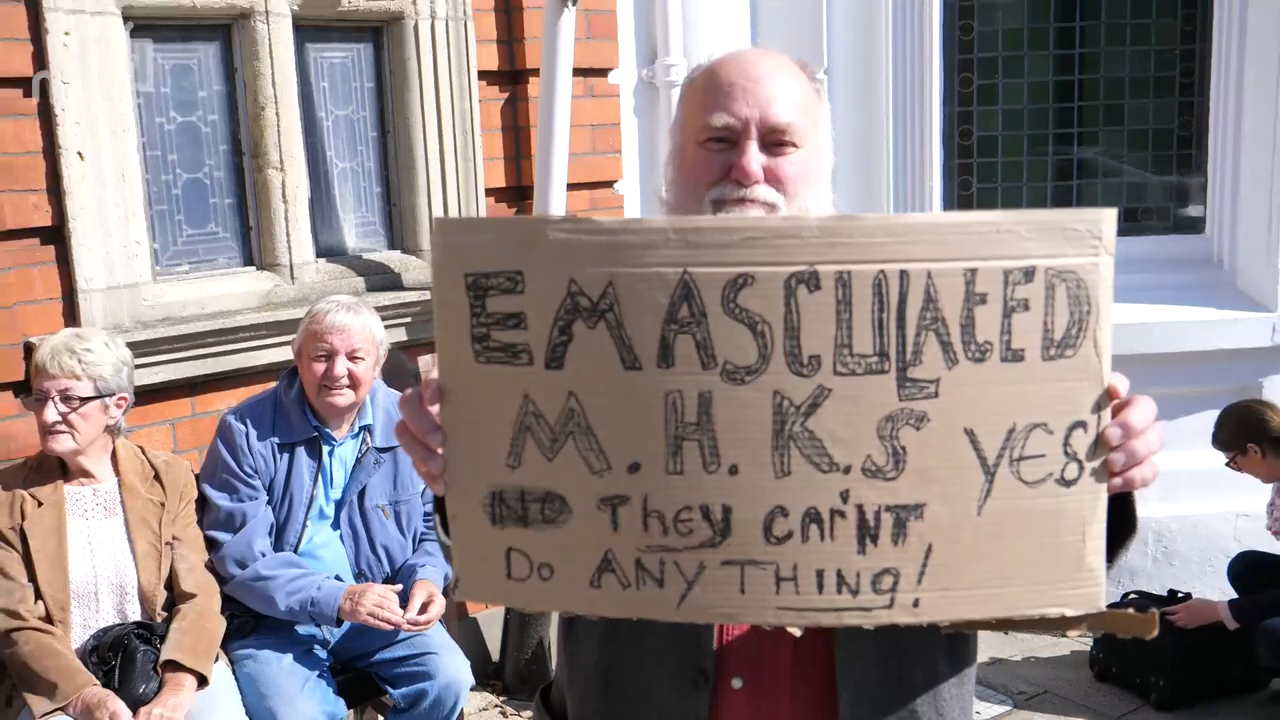 EMASCULATED
M.H.K.S YES!
NO THEY CAN'T
DO ANYTHING!